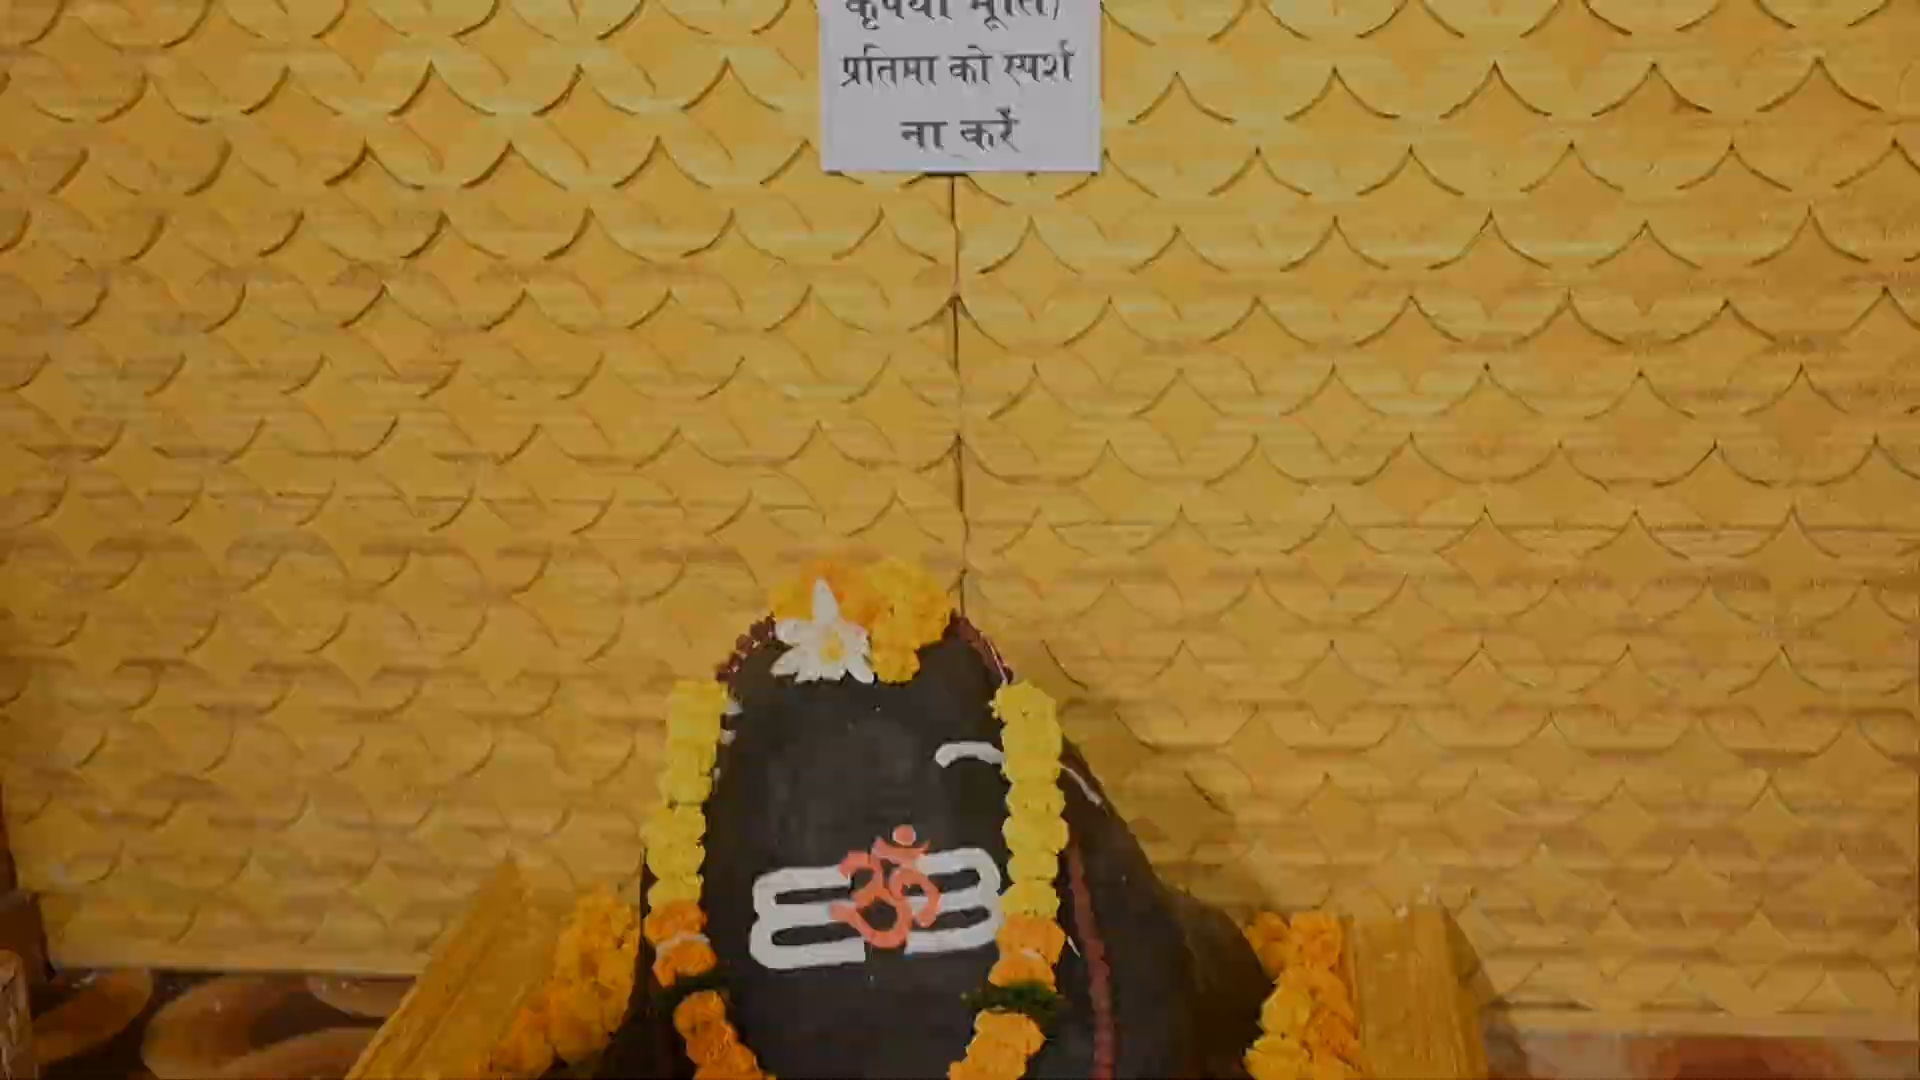 कृपया मूर्ति/
प्रतिमा को स्पर्श
ना करें
ॐ